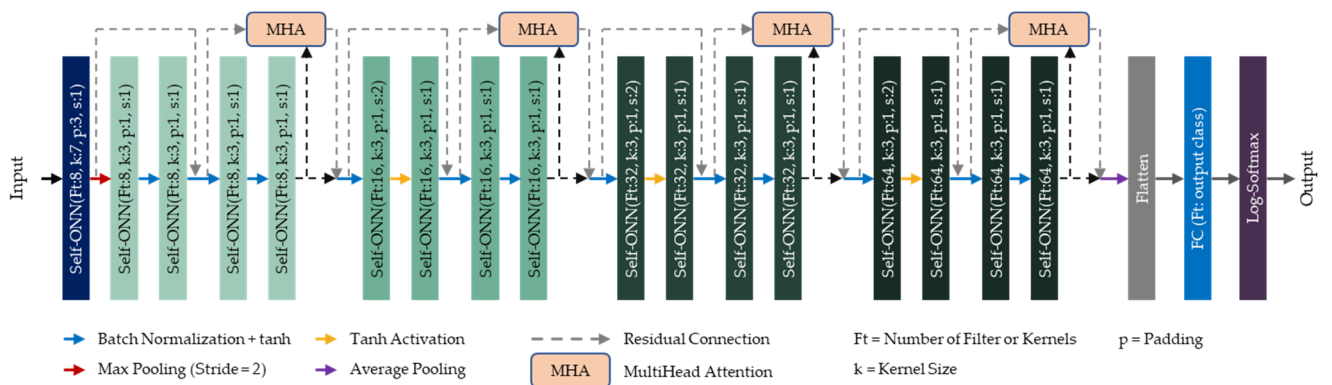 MHA
MHA
MHA
MHA
Input
Self-ONN(Ft:8, k:7, p:3, s:1)
Self-ONN(Ft:8, k:3, p:1, s:1)
Self-ONN(Ft:8, k:3, p:1, s:1)
Self-ONN(Ft:8, k:3, p:1, s:1)
Self-ONN(Ft:8, k:3, p:1, s:1)
Self-ONN(Ft:16, k:3, p:1, s:2)
Self-ONN(Ft:16, k:3, p:1, s:1)
Self-ONN(Ft:16, k:3, p:1, s:1)
Self-ONN(Ft:16, k:3, p:1, s:1)
Self-ONN(Ft:32, k:3, p:1, s:2)
Self-ONN(Ft:32, k:3, p:1, s:1)
Self-ONN(Ft:32, k:3, p:1, s:1)
Self-ONN(Ft:32, k:3, p:1, s:1)
Self-ONN(Ft:64, k:3, p:1, s:2)
Self-ONN(Ft:64, k:3, p:1, s:1)
Self-ONN(Ft:64, k:3, p:1, s:1)
Self-ONN(Ft:64, k:3, p:1, s:1)
Flatten
FC (Ft: output class)
Log-Softmax
Output
Batch Normalization + tanh
Tanh Activation
Residual Connection
Ft = Number of Filter or Kernels
p = Padding
Max Pooling (Stride = 2)
Average Pooling
MHA
MultiHead Attention
k = Kernel Size